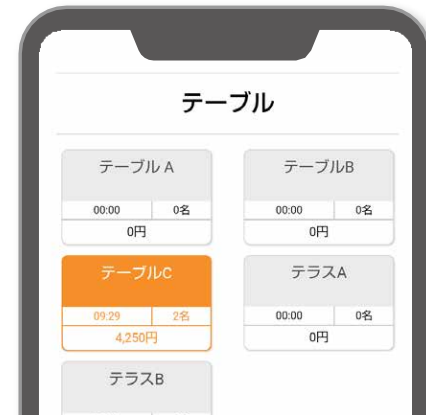 テーブル
テーブル A
テーブルB
00:00 0名
00:00 0名
0円
0円
テーブルC
テラスA
09:29 2名
00:00 0名
4,250円
0円
テラスB